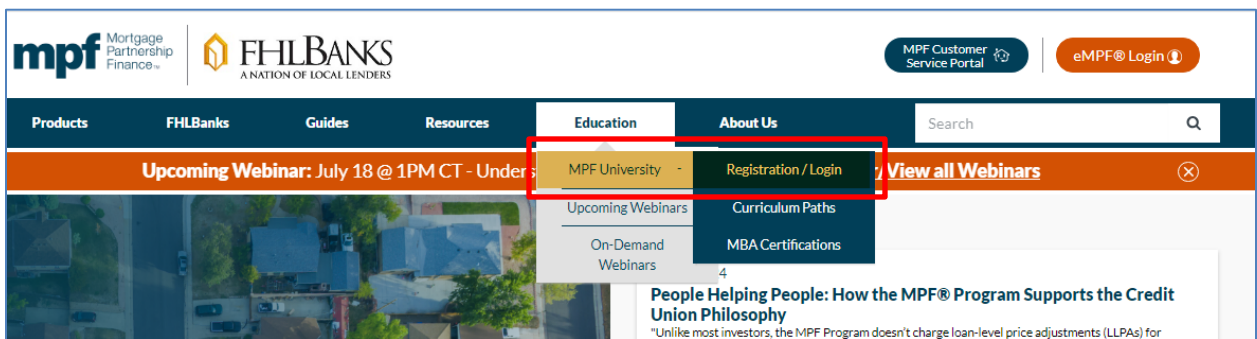 mpf Mortgage
Partnership
Finance℠
FHLBANKS
A NATION OF LOCAL LENDERS
MPF Customer
Service Portal
eMPF® Login
Products FHLBanks Guides Resources Education About Us Search
Upcoming Webinar: July 18 @ 1PM CT - Unders View all Webinars
MPF University - Registration / Login
Upcoming Webinars Curriculum Paths
On-Demand
Webinars
MBA Certifications
4
People Helping People: How the MPF® Program Supports the Credit
Union Philosophy
"Unlike most investors, the MPF Program doesn't charge loan-level price adjustments (LLPAs) for